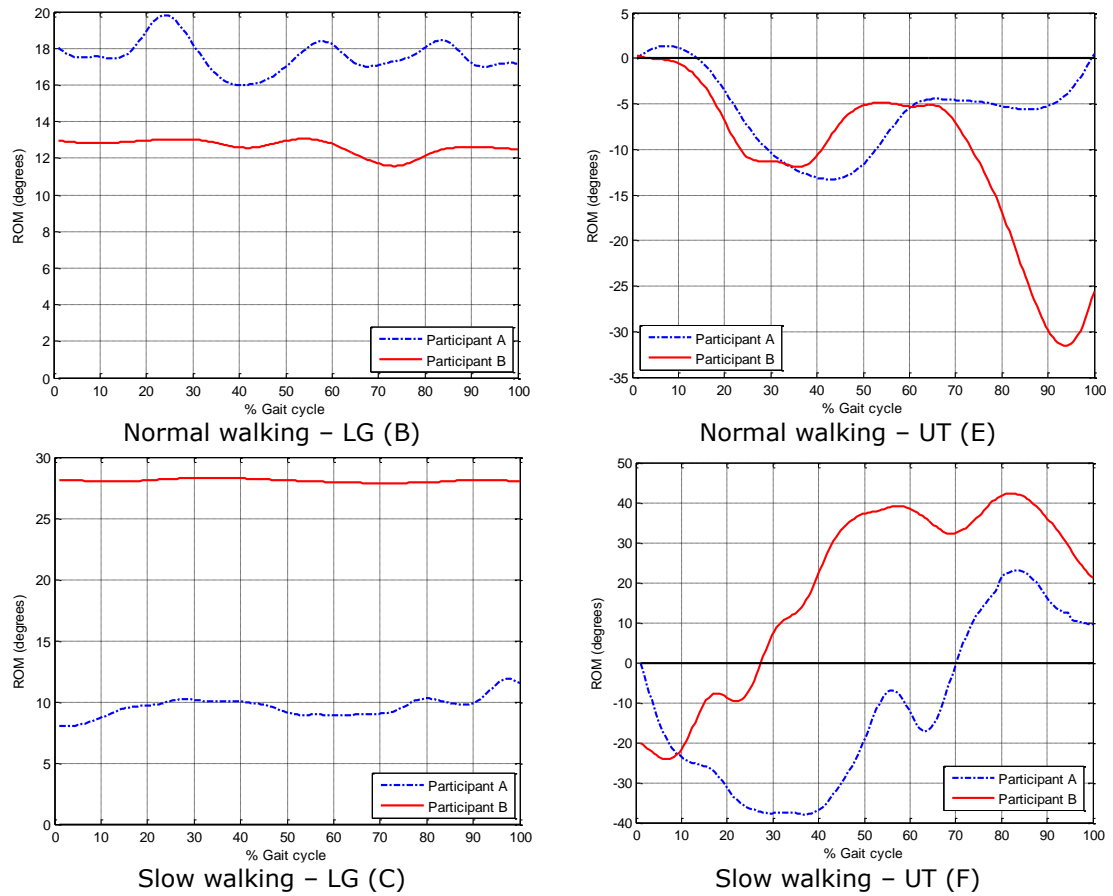 20
18
16
14
12
10
8
6
4
2
0
ROM (degrees)
Participant A
Participant B
0 10 20 30 40 50 60 70 80 90 100
% Gait cycle
Normal walking – LG (B)
5
0
-5
-10
-15
-20
-25
-30
-35
ROM (degrees)
Participant A
Participant B
0 10 20 30 40 50 60 70 80 90 100
% Gait cycle
Normal walking – UT (E)
30
25
20
15
10
5
0
ROM (degrees)
Participant A
Participant B
0 10 20 30 40 50 60 70 80 90 100
% Gait cycle
Slow walking – LG (C)
50
40
30
20
10
0
-10
-20
-30
-40
ROM (degrees)
Participant A
Participant B
0 10 20 30 40 50 60 70 80 90 100
% Gait cycle
Slow walking – UT (F)